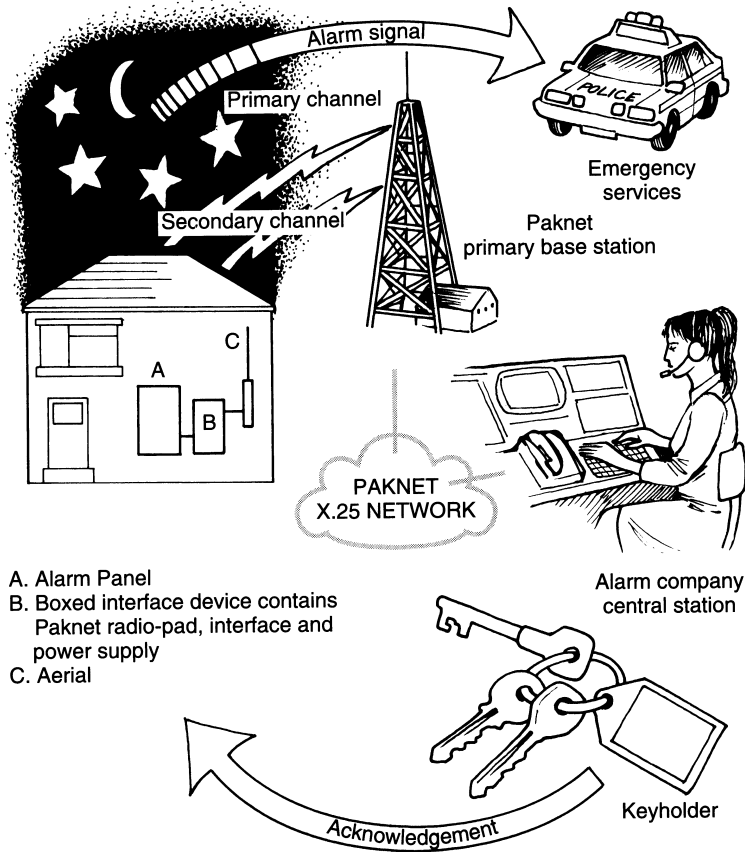 Alarm signal
Primary channel
POLICE
Emergency
services
Secondary channel
Paknet
primary base station
C
A
B
PAKNET
X.25 NETWORK
A. Alarm Panel
B. Boxed interface device contains
Paknet radio-pad, interface and
power supply
C. Aerial
Alarm company
central station
Keyholder
Acknowledgement